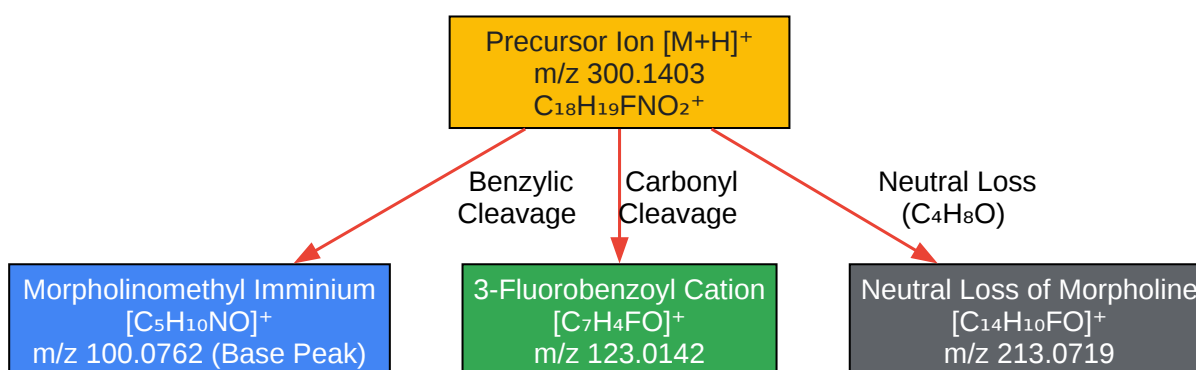 Precursor Ion [M+H]⁺
m/z 300.1403
C₁₈H₁₉FNO₂⁺
Benzylic
Cleavage
Carbonyl
Cleavage
Neutral Loss
(C₄H₈O)
Morpholinomethyl Imminium
[C₅H₁₀NO]⁺
m/z 100.0762 (Base Peak)
3-Fluorobenzoyl Cation
[C₇H₄FO]⁺
m/z 123.0142
Neutral Loss of Morpholine
[C₁₄H₁₀FO]⁺
m/z 213.0719